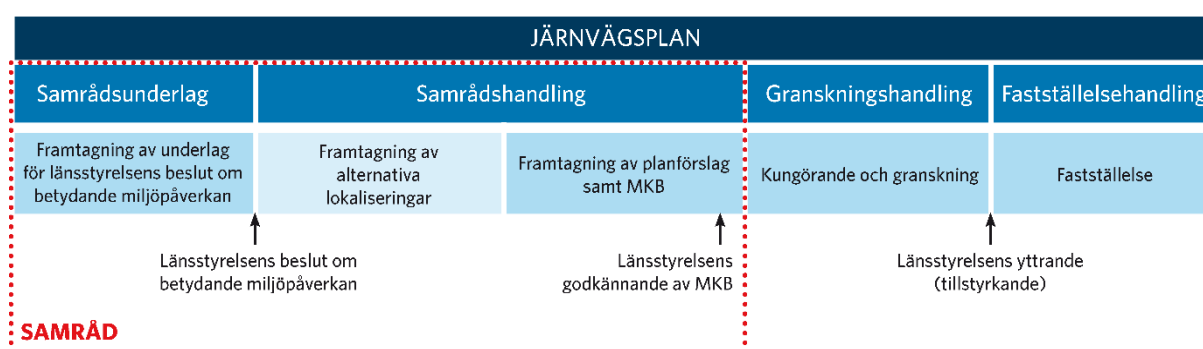 JÄRNVÄGSPLAN
Samrådsunderlag
Samrådshandling
Granskningshandling
Fastställelsehandling
Framtagning av underlag
för länsstyrelsens beslut om
betydande miljöpåverkan
Framtagning av
alternativa
lokaliseringar
Framtagning av planförslag
samt MKB
Kungörande och granskning
Fastställelse
Länsstyrelsens beslut om
betydande miljöpåverkan
Länsstyrelsens
godkännande av MKB
Länsstyrelsens yttrande
(tillstyrkande)
SAMRÅD